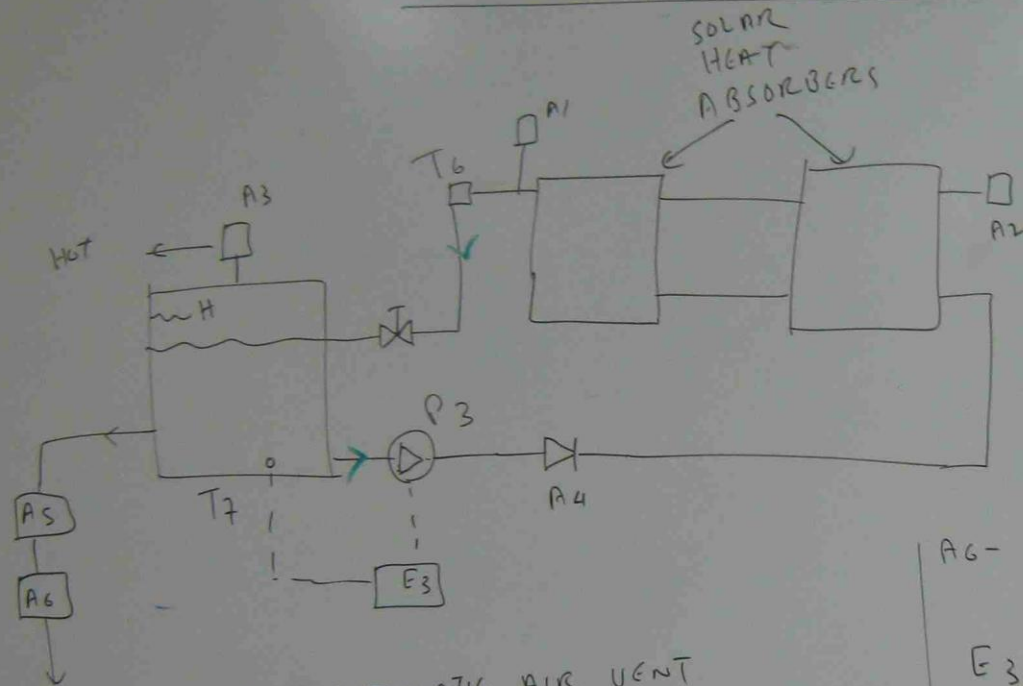 SOLAR
HEAT
ABSORBERS
A1
T6
A3
A2
HOT
H
P3
A4
T7
A5
E3
A6
A6-
AIR VENT
E3